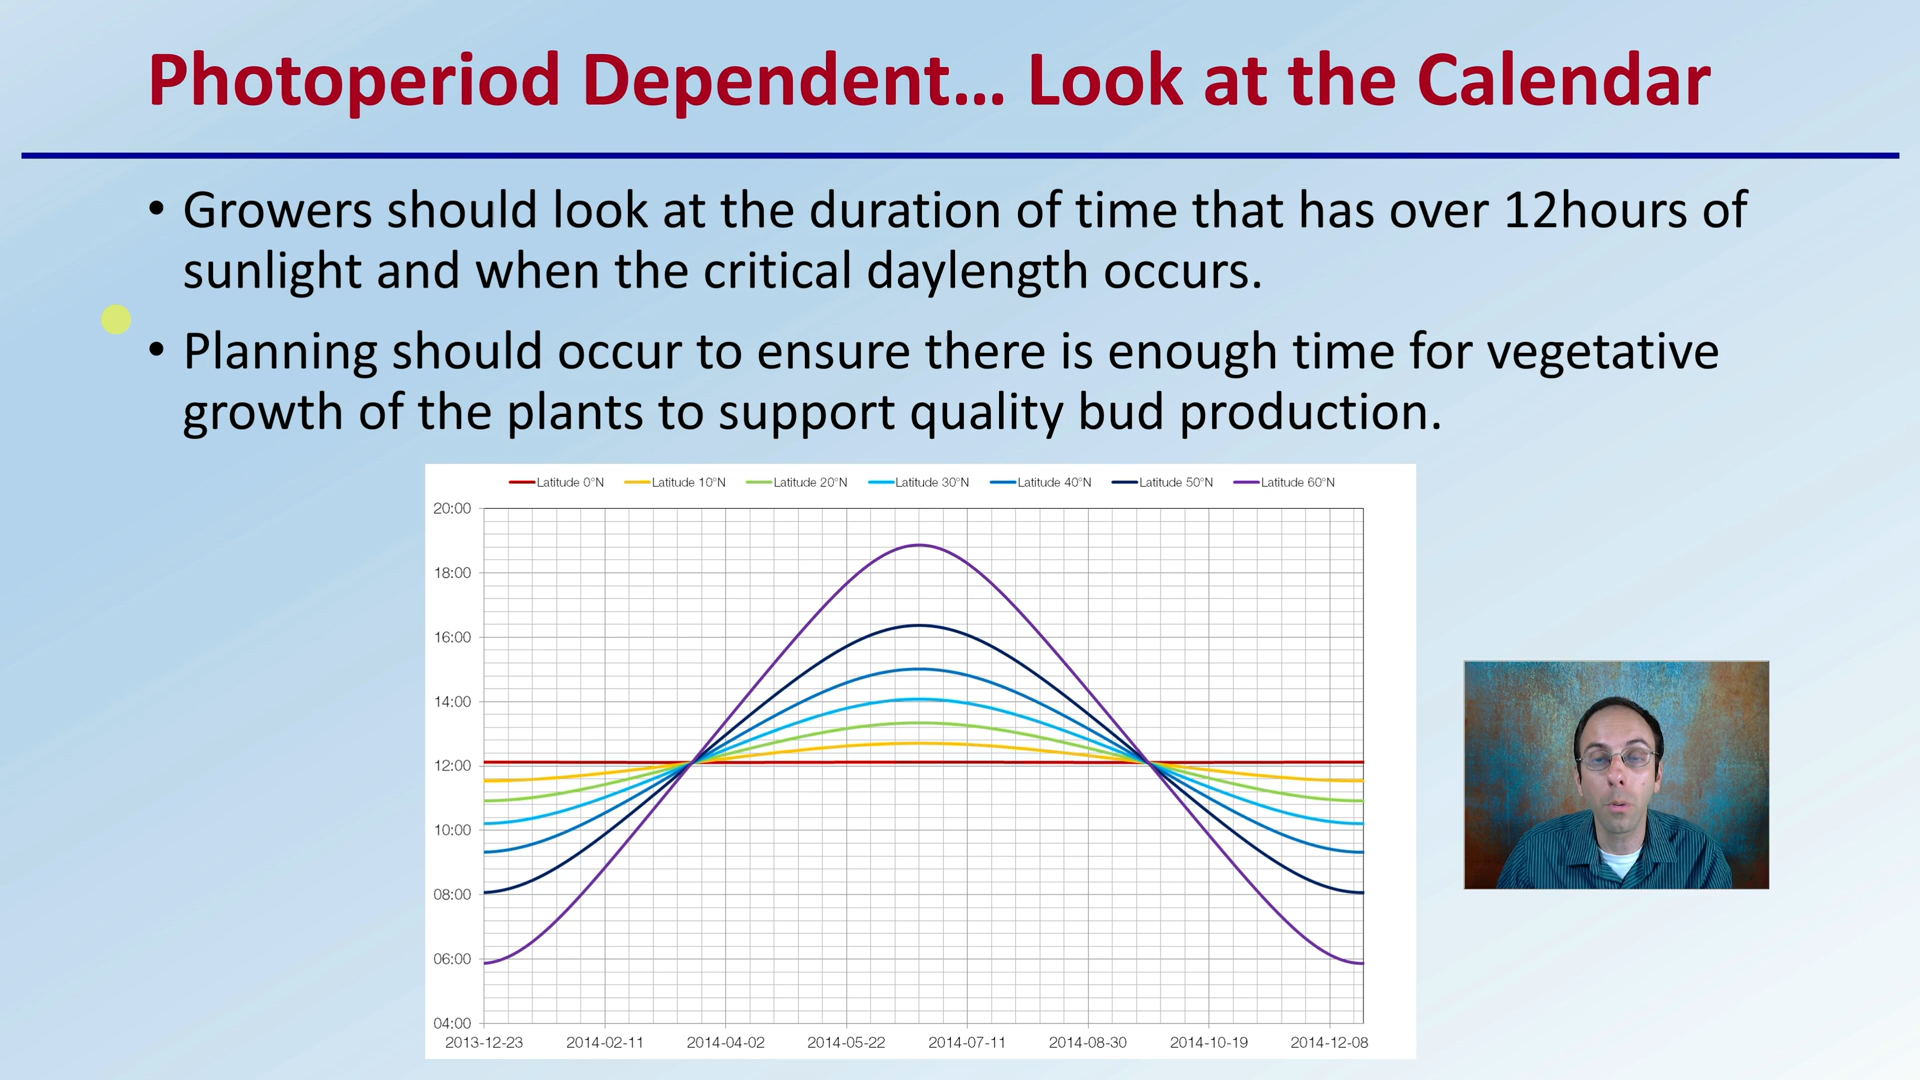 Photoperiod Dependent... Look at the Calendar
• Growers should look at the duration of time that has over 12hours of
sunlight and when the critical daylength occurs.
• Planning should occur to ensure there is enough time for vegetative
growth of the plants to support quality bud production.
Latitude 0°N Latitude 10°N Latitude 20°N Latitude 30°N Latitude 40°N Latitude 50°N Latitude 60°N
20:00
18:00
16:00
14:00
12:00
10:00
08:00
06:00
04:00
2013-12-23 2014-02-11 2014-04-02 2014-05-22 2014-07-11 2014-08-30 2014-10-19 2014-12-08